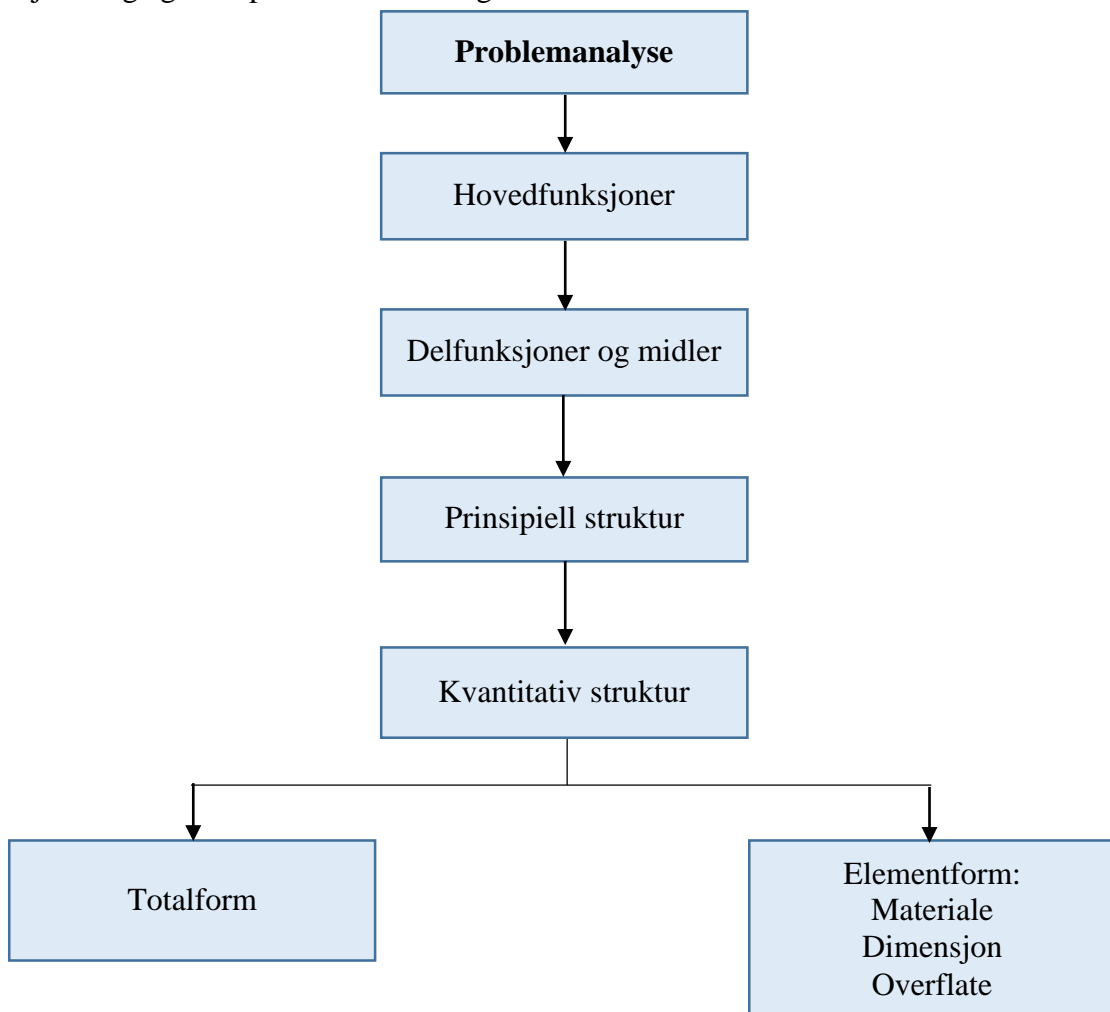 Problemanalyse
Hovedfunksjoner
Delfunksjoner og midler
Prinsipiell struktur
Kvantitativ struktur
Totalform
Elementform:
Materiale
Dimensjon
Overflate